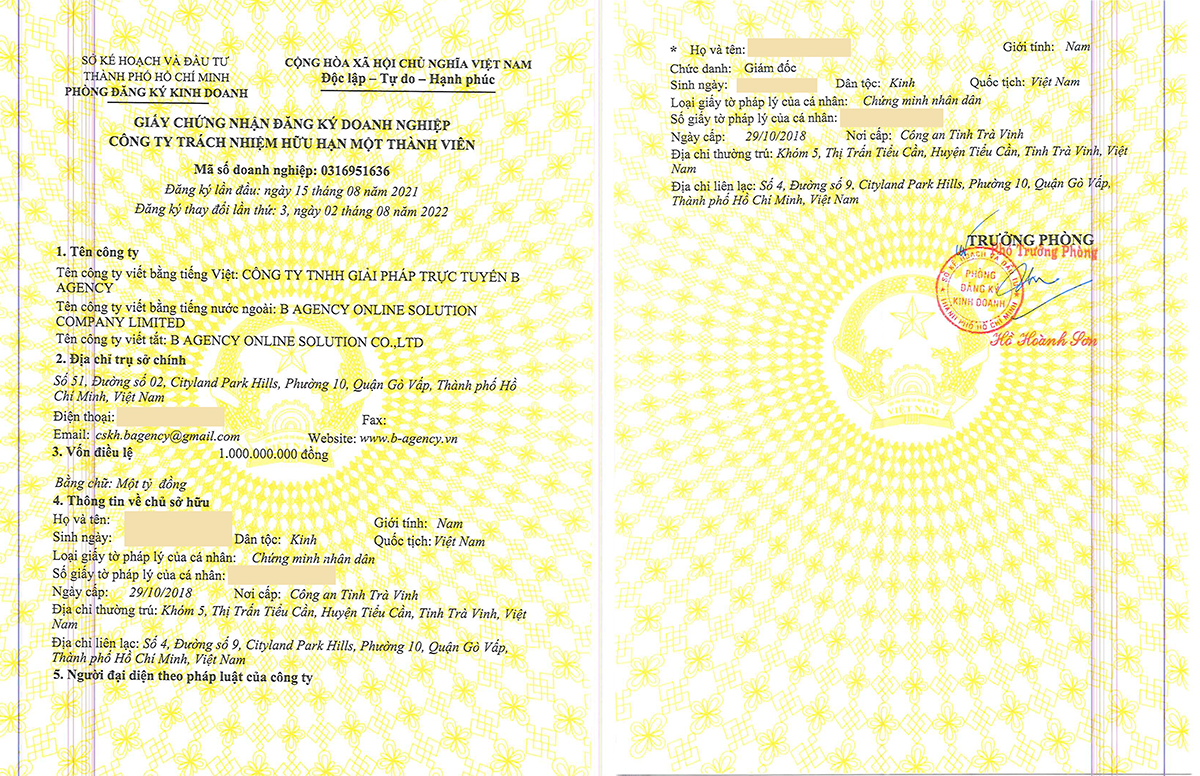 SỞ KẾ HOẠCH VÀ ĐẦU TƯ
THÀNH PHỐ HỒ CHÍ MINH
PHÒNG ĐĂNG KÝ KINH DOANH
CỘNG HÒA XÃ HỘI CHỦ NGHĨA VIỆT NAM
Độc lập – Tự do – Hạnh phúc
GIẤY CHỨNG NHẬN ĐĂNG KÝ DOANH NGHIỆP
CÔNG TY TRÁCH NHIỆM HỮU HẠN MỘT THÀNH VIÊN
Mã số doanh nghiệp: 0316951636
Đăng ký lần đầu: ngày 15 tháng 08 năm 2021
Đăng ký thay đổi lần thứ: 3, ngày 02 tháng 08 năm 2022
1. Tên công ty
Tên công ty viết bằng tiếng Việt: CÔNG TY TNHH GIẢI PHÁP TRỰC TUYẾN B
AGENCY
Tên công ty viết bằng tiếng nước ngoài: B AGENCY ONLINE SOLUTION
COMPANY LIMITED
Tên công ty viết tắt: B AGENCY ONLINE SOLUTION CO.,LTD
2. Địa chỉ trụ sở chính
Số 51, Đường số 02, Cityland Park Hills, Phường 10, Quận Gò Vấp, Thành phố Hồ
Chí Minh, Việt Nam
Điện thoại: Fax:
Email: cskh.bagency@gmail.com Website: www.b-agency.vn
3. Vốn điều lệ 1.000.000.000 đồng
Bằng chữ: Một tỷ đồng
4. Thông tin về chủ sở hữu
Họ và tên: Giới tính: Nam
Sinh ngày: Dân tộc: Kinh Quốc tịch: Việt Nam
Loại giấy tờ pháp lý của cá nhân: Chứng minh nhân dân
Số giấy tờ pháp lý của cá nhân:
Ngày cấp: 29/10/2018 Nơi cấp: Công an Tỉnh Trà Vinh
Địa chỉ thường trú: Khóm 5, Thị Trấn Tiểu Cần, Huyện Tiểu Cần, Tỉnh Trà Vinh, Việt
Nam
Địa chỉ liên lạc: Số 4, Đường số 9, Cityland Park Hills, Phường 10, Quận Gò Vấp,
Thành phố Hồ Chí Minh, Việt Nam
5. Người đại diện theo pháp luật của công ty
* Họ và tên: Giới tính: Nam
Chức danh: Giám đốc
Sinh ngày: Dân tộc: Kinh Quốc tịch: Việt Nam
Loại giấy tờ pháp lý của cá nhân: Chứng minh nhân dân
Số giấy tờ pháp lý của cá nhân:
Ngày cấp: 29/10/2018 Nơi cấp: Công an Tỉnh Trà Vinh
Địa chỉ thường trú: Khóm 5, Thị Trấn Tiểu Cần, Huyện Tiểu Cần, Tỉnh Trà Vinh, Việt
Nam
Địa chỉ liên lạc: Số 4, Đường số 9, Cityland Park Hills, Phường 10, Quận Gò Vấp,
Thành phố Hồ Chí Minh, Việt Nam
TRƯỞNG PHÒNG
Phó Trưởng Phòng
SỞ KẾ HOẠCH VÀ ĐẦU TƯ
PHÒNG
ĐĂNG KÝ
KINH DOANH
THÀNH PHỐ HỒ CHÍ MINH
Hồ Hoành Sơn
VIỆT NAM